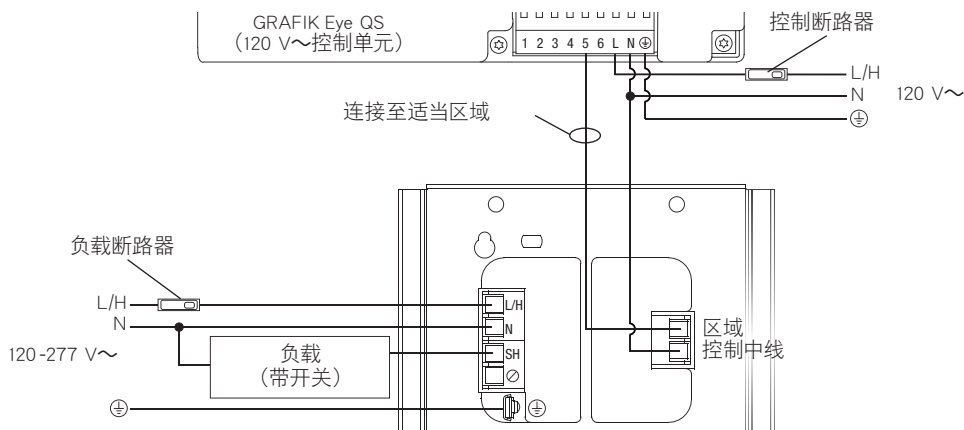 GRAFIK Eye QS
（120 V～控制单元）
1 2 3 4 5 6 L N
控制断路器
L/H
N
120 V～
连接至适当区域
负载断路器
L/H
N
120-277 V～
负载
（带开关）
L/H
N
SH
区域
控制中线